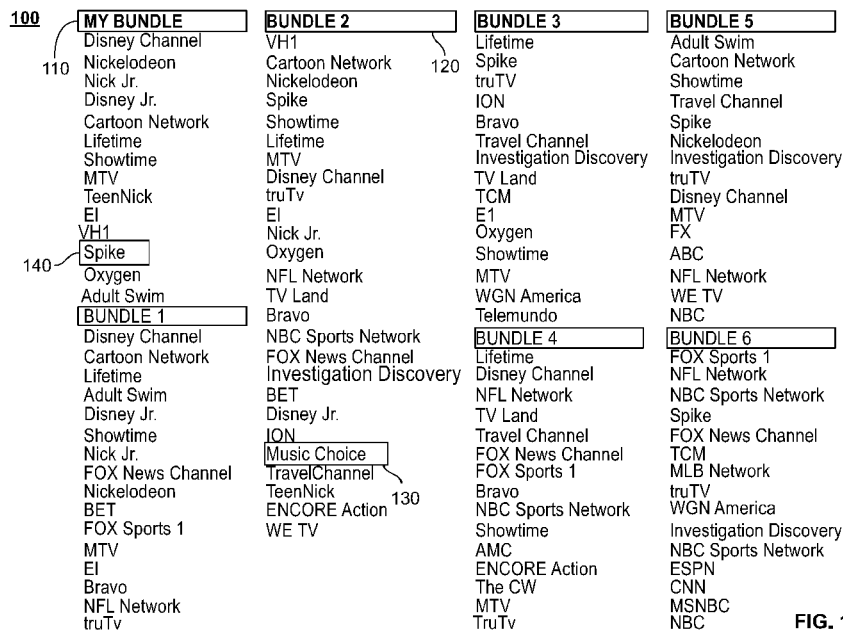 100
MY BUNDLE
110
Disney Channel
Nickelodeon
Nick Jr.
Disney Jr.
Cartoon Network
Lifetime
Showtime
MTV
TeenNick
EI
VH1
Spike
140
Oxygen
Adult Swim
BUNDLE 1
Disney Channel
Cartoon Network
Lifetime
Adult Swim
Disney Jr.
Showtime
Nick Jr.
FOX News Channel
Nickelodeon
BET
FOX Sports 1
MTV
EI
Bravo
NFL Network
truTv
BUNDLE 2
120
VH1
Cartoon Network
Nickelodeon
Spike
Showtime
Lifetime
MTV
Disney Channel
truTv
EI
Nick Jr.
Oxygen
NFL Network
TV Land
Bravo
NBC Sports Network
FOX News Channel
Investigation Discovery
BET
Disney Jr.
ION
Music Choice
130
TravelChannel
TeenNick
ENCORE Action
WE TV
BUNDLE 3
Lifetime
Spike
truTV
ION
Bravo
Travel Channel
Investigation Discovery
TV Land
TCM
E1
Oxygen
Showtime
MTV
WGN America
Telemundo
BUNDLE 4
Lifetime
Disney Channel
NFL Network
TV Land
Travel Channel
FOX News Channel
FOX Sports 1
Bravo
NBC Sports Network
Showtime
AMC
ENCORE Action
The CW
MTV
TruTv
BUNDLE 5
Adult Swim
Cartoon Network
Showtime
Travel Channel
Spike
Nickelodeon
Investigation Discovery
truTV
Disney Channel
MTV
FX
ABC
NFL Network
WE TV
NBC
BUNDLE 6
FOX Sports 1
NFL Network
NBC Sports Network
Spike
FOX News Channel
TCM
MLB Network
truTV
WGN America
Investigation Discovery
NBC Sports Network
ESPN
CNN
MSNBC
NBC
FIG. 1